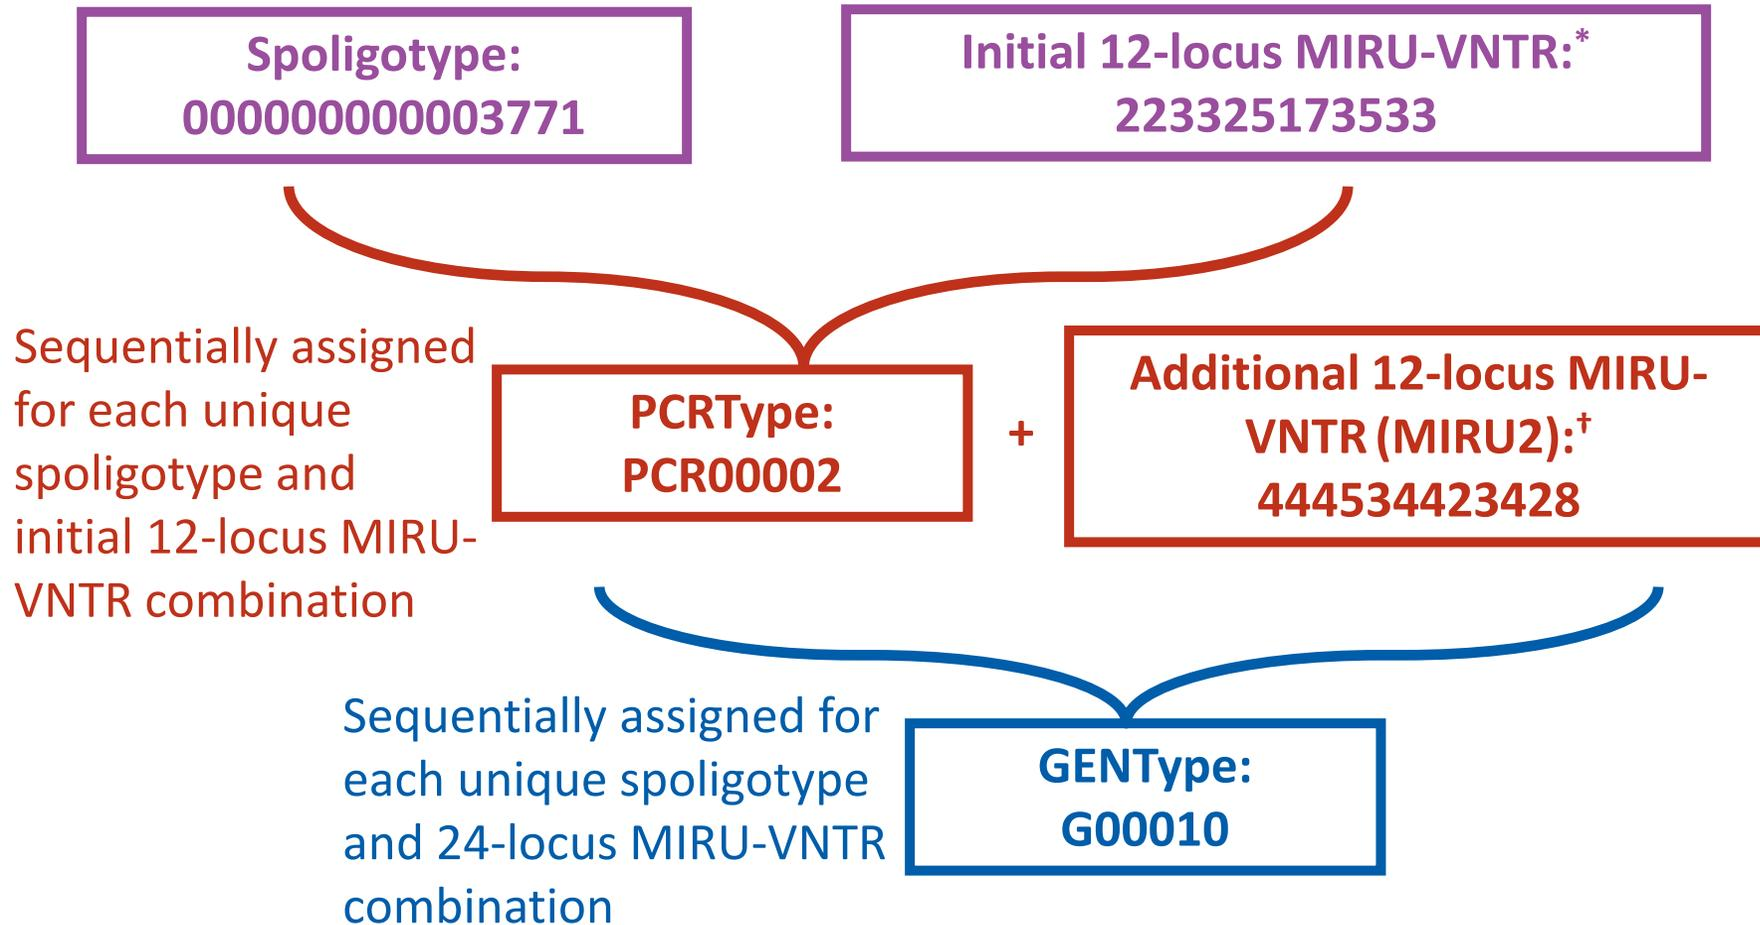 Spoligotype:
000000000003771
Initial 12-locus MIRU-VNTR:*
223325173533
Sequentially assigned
for each unique
spoligotype and
initial 12-locus MIRU-
VNTR combination
PCRType:
PCR00002
+
Additional 12-locus MIRU-
VNTR (MIRU2):†
444534423428
Sequentially assigned for
each unique spoligotype
and 24-locus MIRU-VNTR
combination
GENType:
G00010